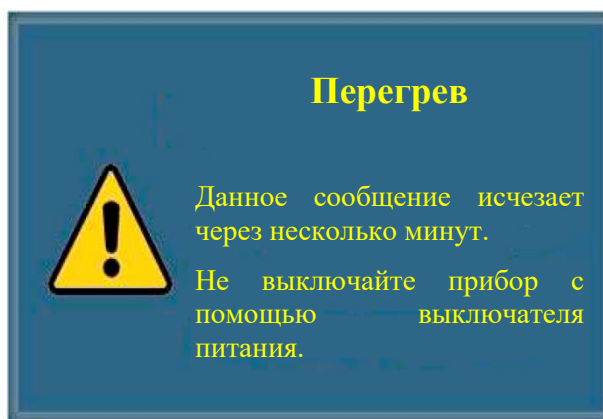 Перегрев
Данное сообщение исчезает
через несколько минут.
Не выключайте прибор с
помощью выключателя
питания.